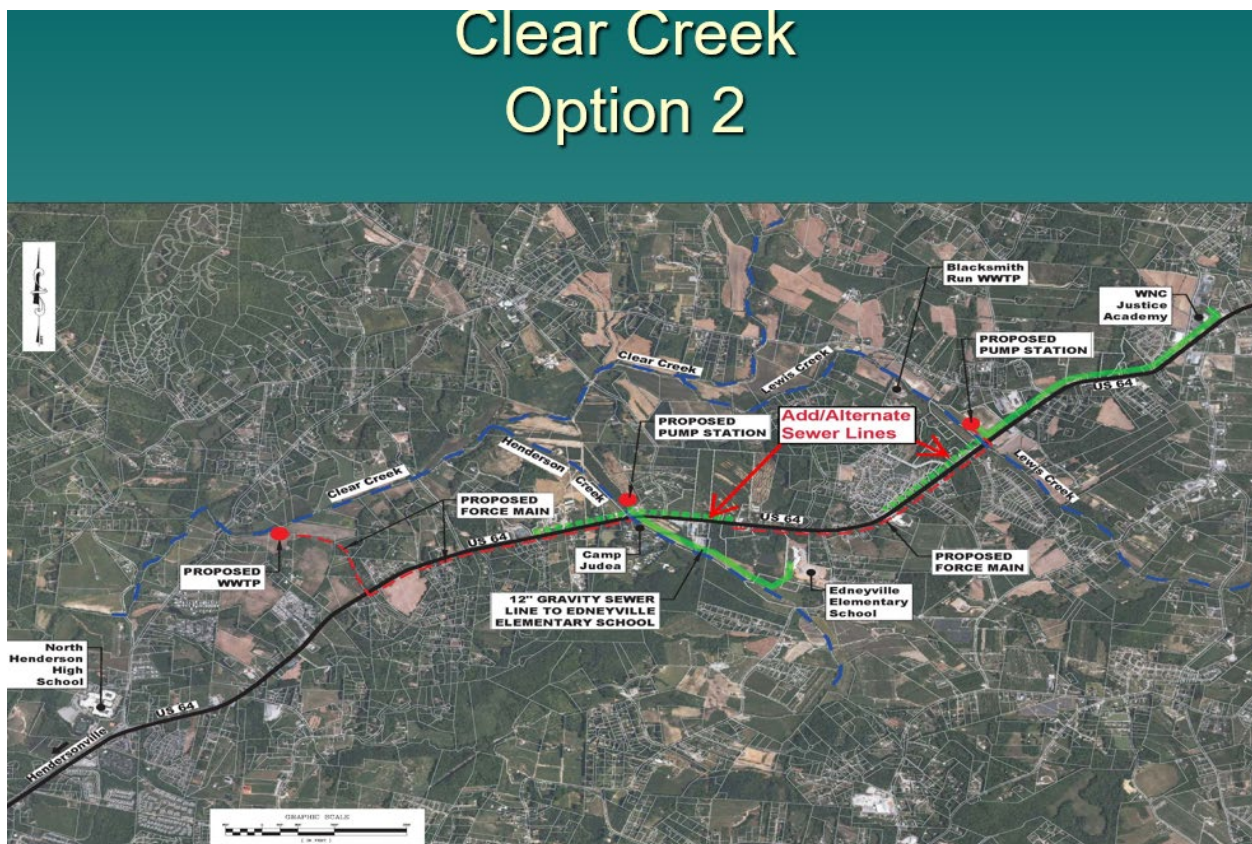 Clear Creek
Option 2
Blacksmith
Run WWTP
WNC
Justice
Academy
PROPOSED
PUMP STATION
US 64
Clear Creek
Lewis Creek
Add/Alternate
Sewer Lines
PROPOSED
PUMP STATION
Henderson
Creek
Lewis Creek
Clear Creek
PROPOSED
FORCE MAIN
US 64
US 64
PROPOSED
WWTP
Camp
Judea
PROPOSED
FORCE MAIN
12" GRAVITY SEWER
LINE TO EDNEYVILLE
ELEMENTARY SCHOOL
Edneyville
Elementary
School
North
Henderson
High
School
US 64
Hendersonville
GRAPHIC SCALE
( IN FEET )